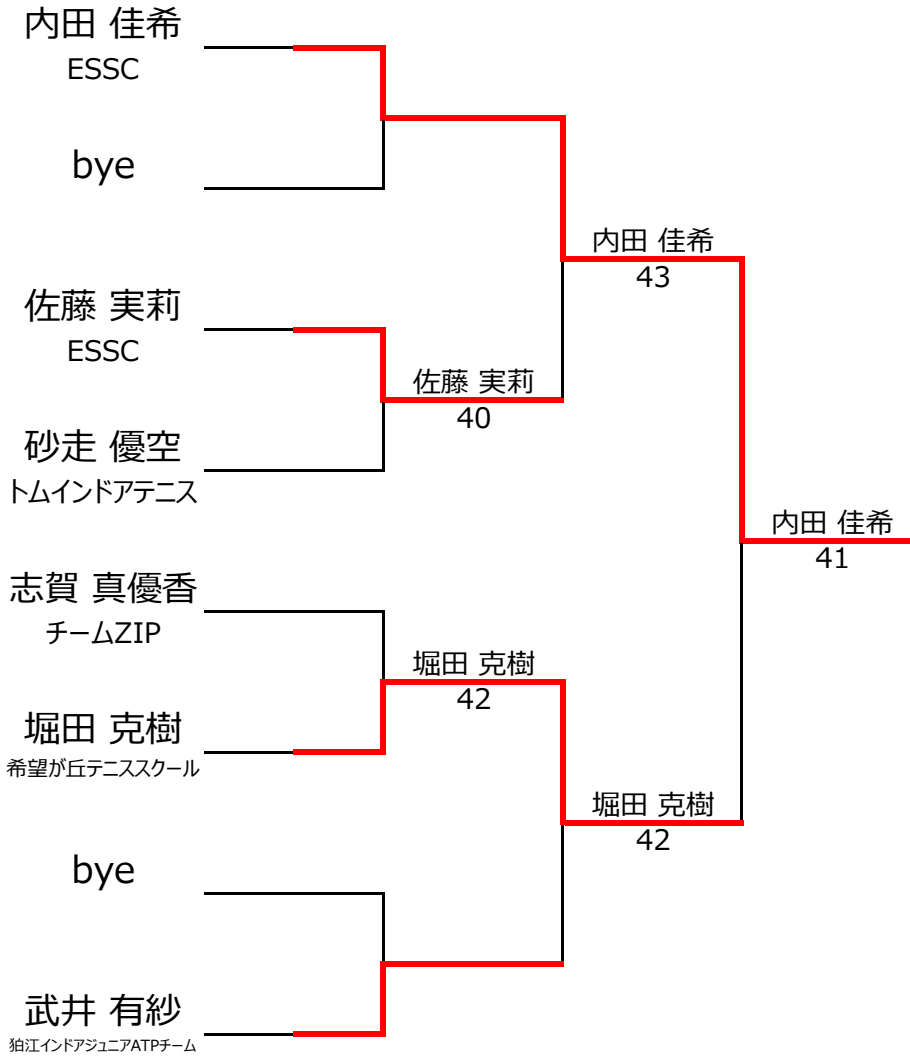 内田 佳希
ESSC
bye
内田 佳希
43
佐藤 実莉
ESSC
佐藤 実莉
40
砂走 優空
トムインドアテニス
内田 佳希
41
志賀 真優香
チームZIP
堀田 克樹
42
堀田 克樹
希望が丘テニススクール
堀田 克樹
42
bye
武井 有紗
狛江インドアジュニアATPチーム